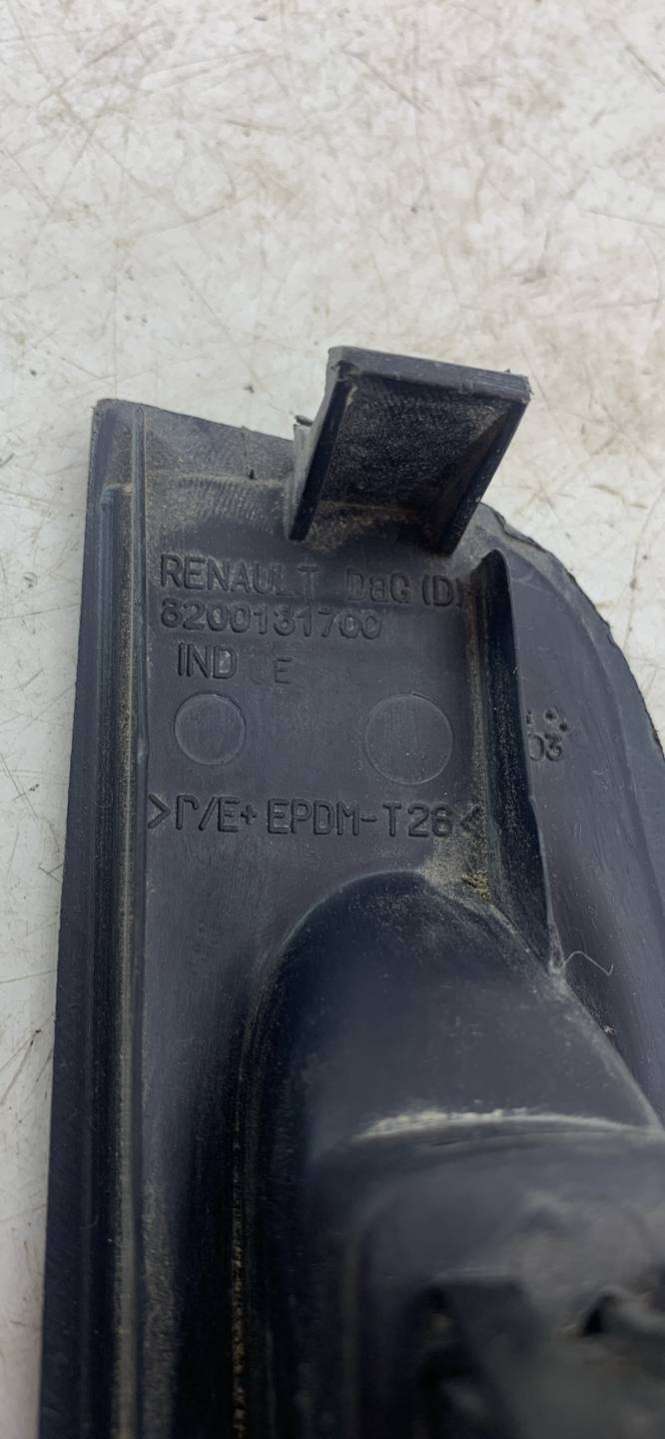 RENAULT D&G (D)
8200131700
IND E
03
>P/E+EPDM-T26<